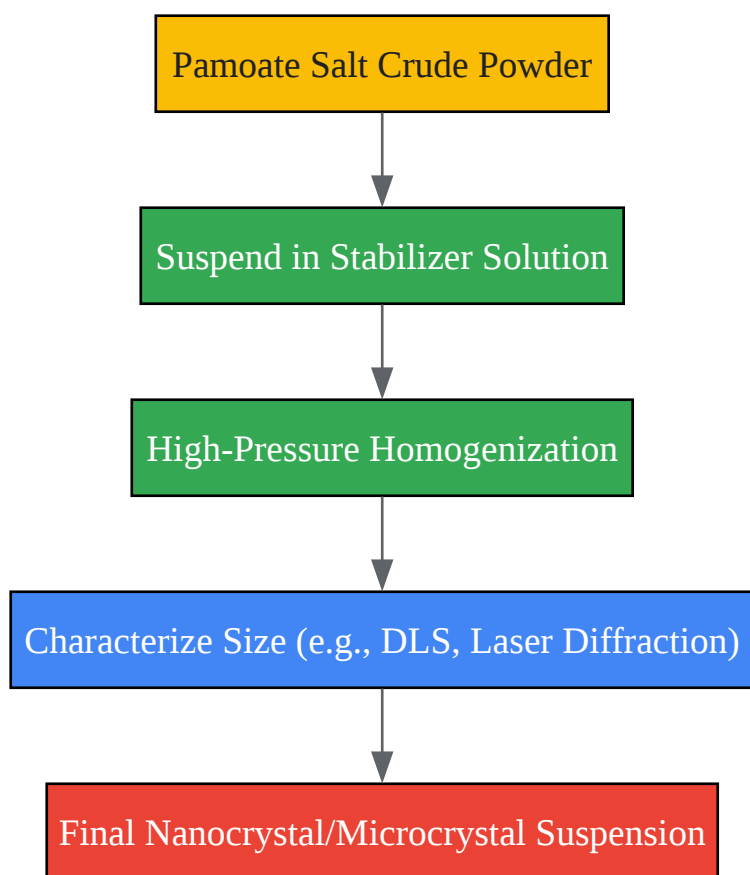 Pamoate Salt Crude Powder
Suspend in Stabilizer Solution
High-Pressure Homogenization
Characterize Size (e.g., DLS, Laser Diffraction)
Final Nanocrystal/Microcrystal Suspension